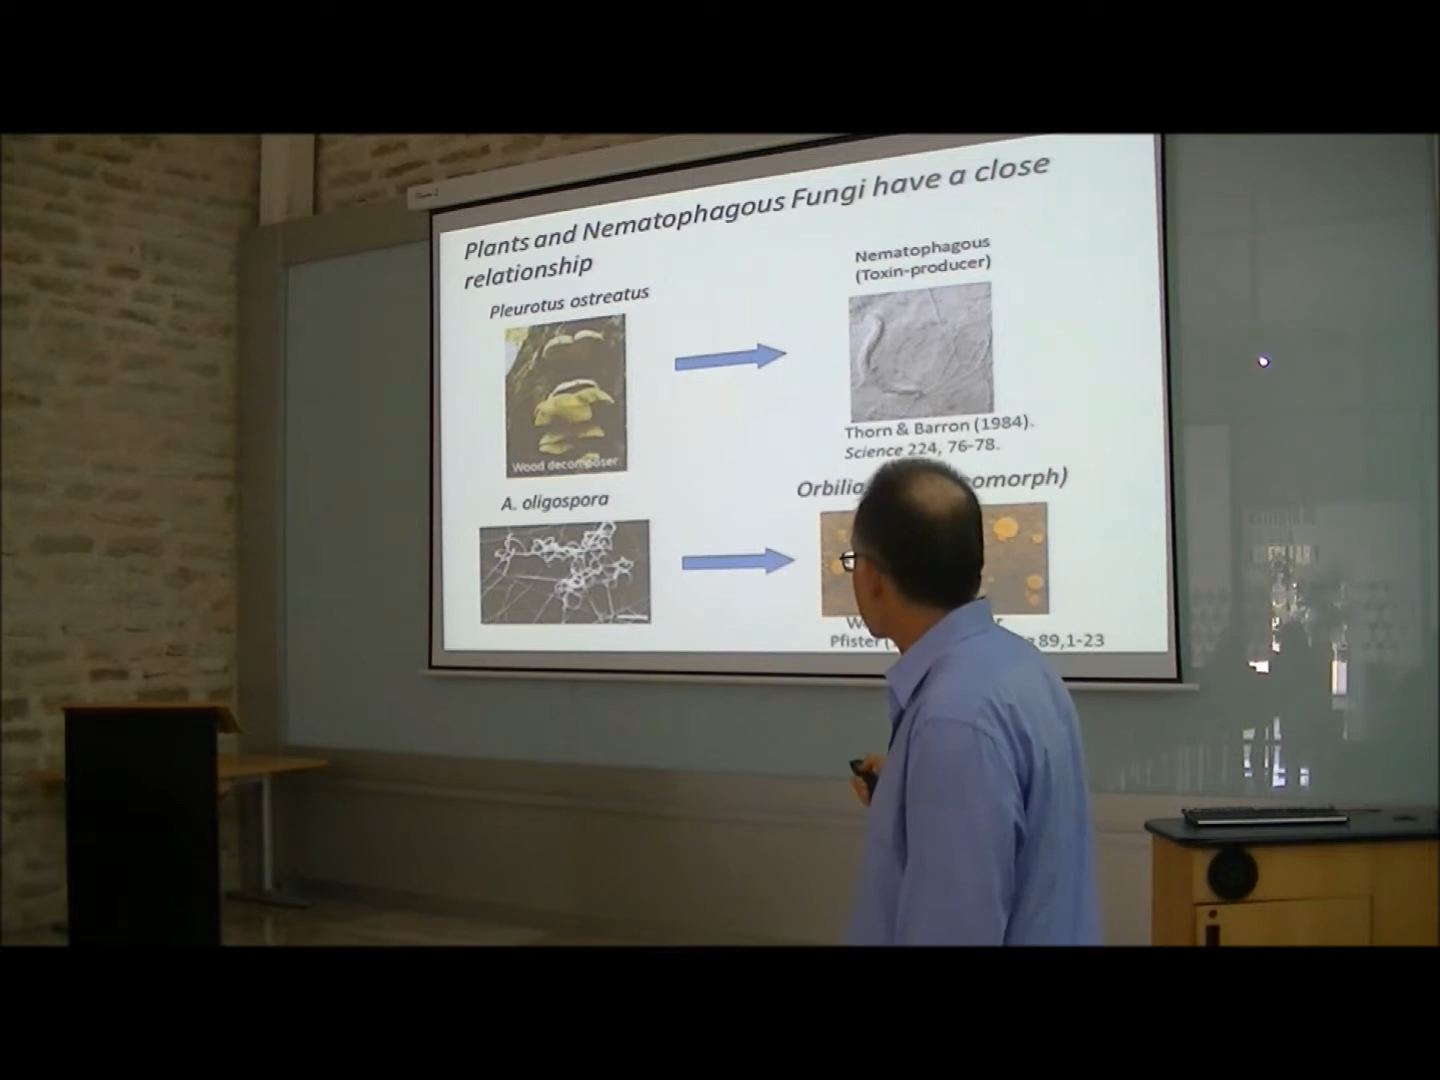 Plants and Nematophagous Fungi have a close
relationship
Pleurotus ostreatus
Wood decomposer
Nematophagous
(Toxin-producer)
Thorn & Barron (1984).
Science 224, 76-78.
A. oligospora
Orbilia omorph)
Pfister ( 89,1-23